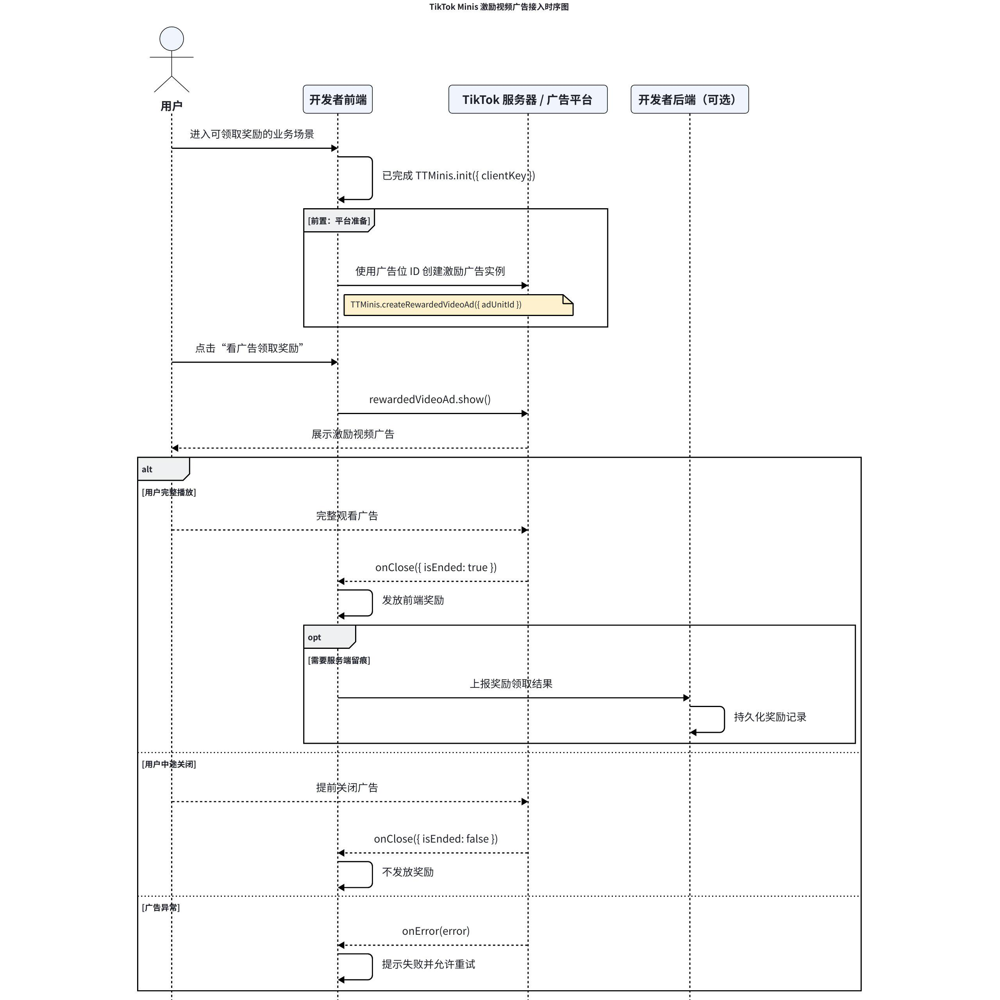 TikTok Minis 激励视频广告接入时序图
用户
开发者前端
TikTok 服务器 / 广告平台
开发者后端（可选）
进入可领取奖励的业务场景
已完成 TTMinis.init({ clientKey })
[前置：平台准备]
使用广告位 ID 创建激励广告实例
TTMinis.createRewardedVideoAd({ adUnitId })
点击“看广告领取奖励”
rewardedVideoAd.show()
展示激励视频广告
alt
[用户完整播放]
完整观看广告
onClose({ isEnded: true })
发放前端奖励
opt
[需要服务端留痕]
上报奖励领取结果
持久化奖励记录
[用户中途关闭]
提前关闭广告
onClose({ isEnded: false })
不发放奖励
[广告异常]
onError(error)
提示失败并允许重试